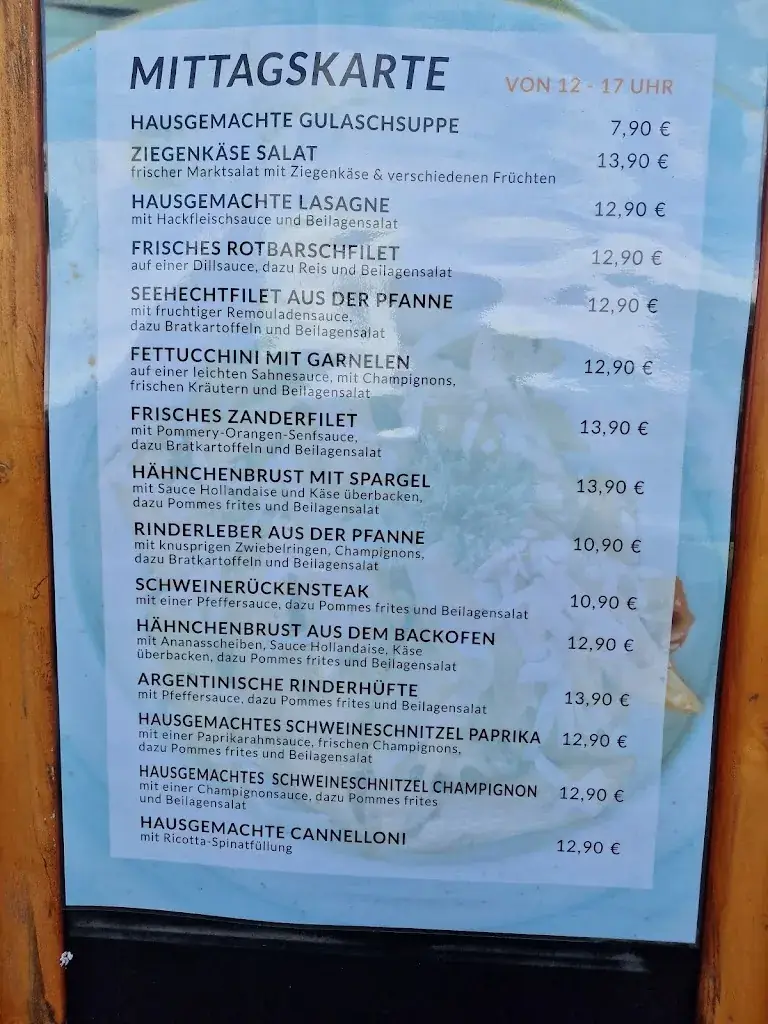 MITTAGSKARTE VON 12 - 17 UHR
HAUSGEMACHTE GULASCHSUPPE 7,90 €
ZIEGENKÄSE SALAT 13,90 €
frischer Marktsalat mit Ziegenkäse & verschiedenen Früchten
HAUSGEMACHTE LASAGNE 12,90 €
mit Hackfleischsauce und Beilagensalat
FRISCHES ROTBARSCHFILET 12,90 €
auf einer Dillsauce, dazu Reis und Beilagensalat
SEEHECHTFILET AUS DER PFANNE 12,90 €
mit fruchtiger Remouladensauce,
dazu Bratkartoffeln und Beilagensalat
FETTUCCHINI MIT GARNELEN 12,90 €
auf einer leichten Sahnesauce, mit Champignons,
frischen Kräutern und Beilagensalat
FRISCHES ZANDERFILET 13,90 €
mit Pommery-Orangen-Senfsauce,
dazu Bratkartoffeln und Beilagensalat
HÄHNCHENBRUST MIT SPARGEL 13,90 €
mit Sauce Hollandaise und Käse überbacken,
dazu Pommes frites und Beilagensalat
RINDERLEBER AUS DER PFANNE 10,90 €
mit knusprigen Zwiebelringen, Champignons,
dazu Bratkartoffeln und Beilagensalat
SCHWEINERÜCKENSTEAK 10,90 €
mit einer Pfeffersauce, dazu Pommes frites und Beilagensalat
HÄHNCHENBRUST AUS DEM BACKOFEN 12,90 €
mit Ananasscheiben, Sauce Hollandaise, Käse
überbacken, dazu Pommes frites und Beilagensalat
ARGENTINISCHE RINDERHÜFTE 13,90 €
mit Pfeffersauce, dazu Pommes frites und Beilagensalat
HAUSGEMACHTES SCHWEINESCHNITZEL PAPRIKA 12,90 €
mit einer Paprikarahmsauce, frischen Champignons,
dazu Pommes frites und Beilagensalat
HAUSGEMACHTES SCHWEINESCHNITZEL CHAMPIGNON 12,90 €
mit einer Champignonsauce, dazu Pommes frites
und Beilagensalat
HAUSGEMACHTE CANNELLONI 12,90 €
mit Ricotta-Spinatfüllung